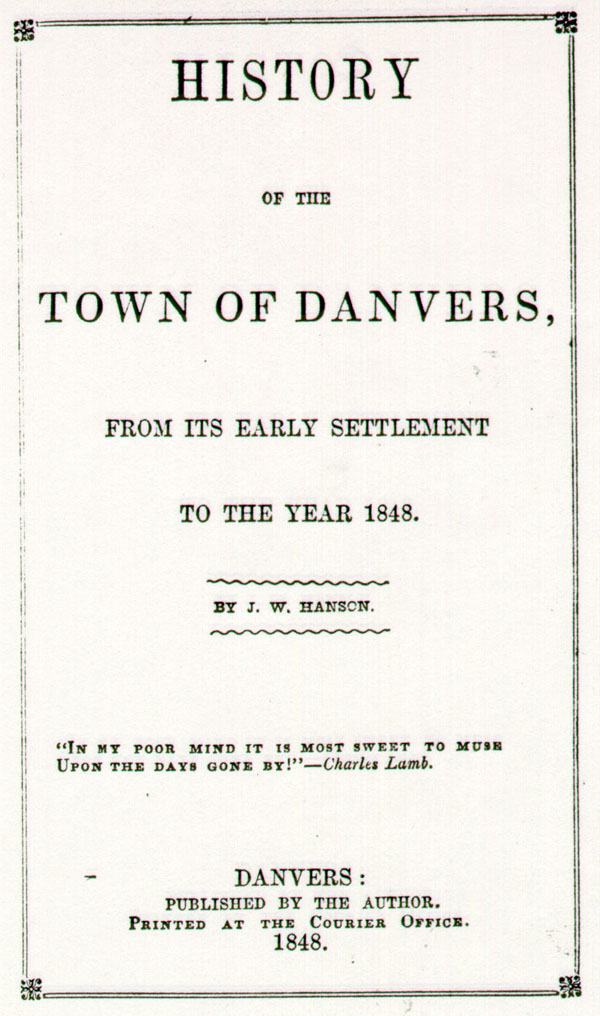 HISTORY
OF THE
TOWN OF DANVERS,
FROM ITS EARLY SETTLEMENT
TO THE YEAR 1848.
BY J. W. HANSON.
"IN MY POOR MIND IT IS MOST SWEET TO MUSE
UPON THE DAYS GONE BY!"—Charles Lamb.
DANVERS:
PUBLISHED BY THE AUTHOR.
PRINTED AT THE COURIER OFFICE.
1848.